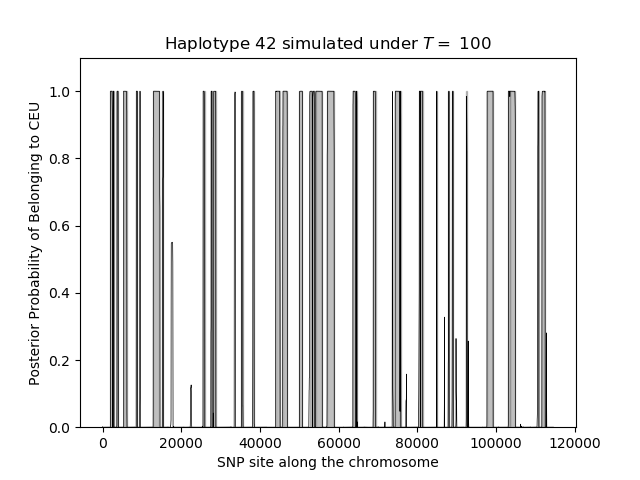 Haplotype 42 simulated under T = 100
Posterior Probability of Belonging to CEU
1.0
0.8
0.6
0.4
0.2
0.0
0 20000 40000 60000 80000 100000 120000
SNP site along the chromosome